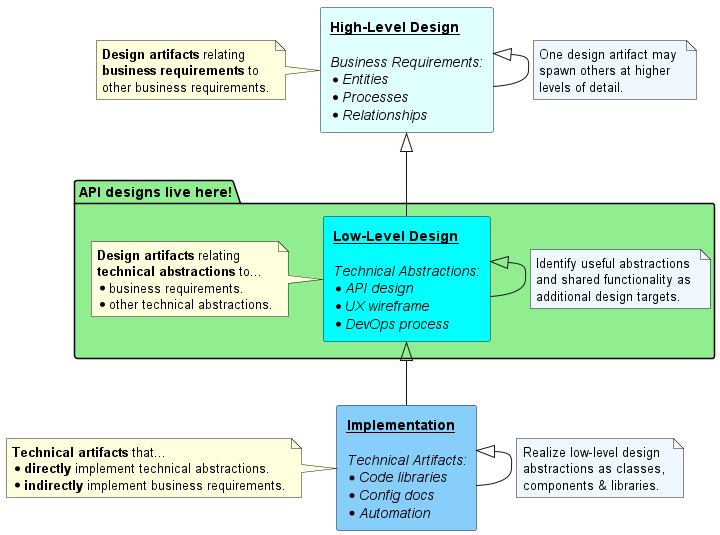 High-Level Design
Business Requirements:
• Entities
• Processes
• Relationships
Design artifacts relating
business requirements to
other business requirements.
One design artifact may
spawn others at higher
levels of detail.
API designs live here!
Low-Level Design
Technical Abstractions:
• API design
• UX wireframe
• DevOps process
Design artifacts relating
technical abstractions to...
• business requirements.
• other technical abstractions.
Identify useful abstractions
and shared functionality as
additional design targets.
Implementation
Technical Artifacts:
• Code libraries
• Config docs
• Automation
Technical artifacts that...
• directly implement technical abstractions.
• indirectly implement business requirements.
Realize low-level design
abstractions as classes,
components & libraries.